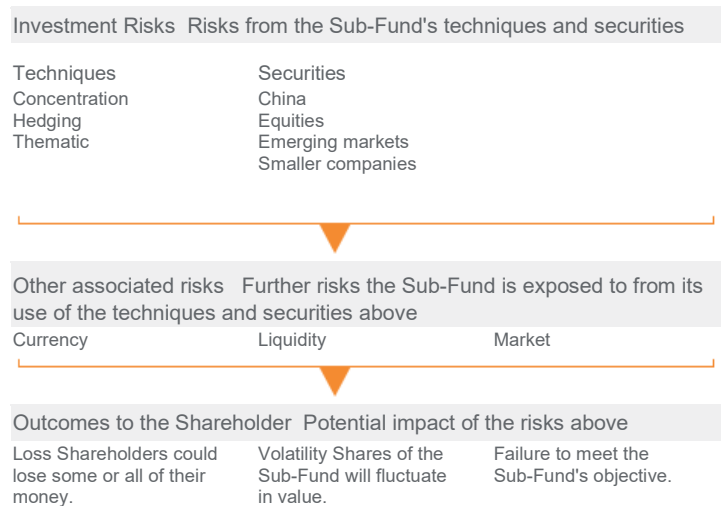 Investment Risks  Risks from the Sub-Fund's techniques and securities
Techniques
Concentration
Hedging
Thematic
Securities
China
Equities
Emerging markets
Smaller companies
Other associated risks  Further risks the Sub-Fund is exposed to from its
use of the techniques and securities above
Currency
Liquidity
Market
Outcomes to the Shareholder  Potential impact of the risks above
Loss Shareholders could
lose some or all of their
money.
Volatility Shares of the
Sub-Fund will fluctuate
in value.
Failure to meet the
Sub-Fund's objective.